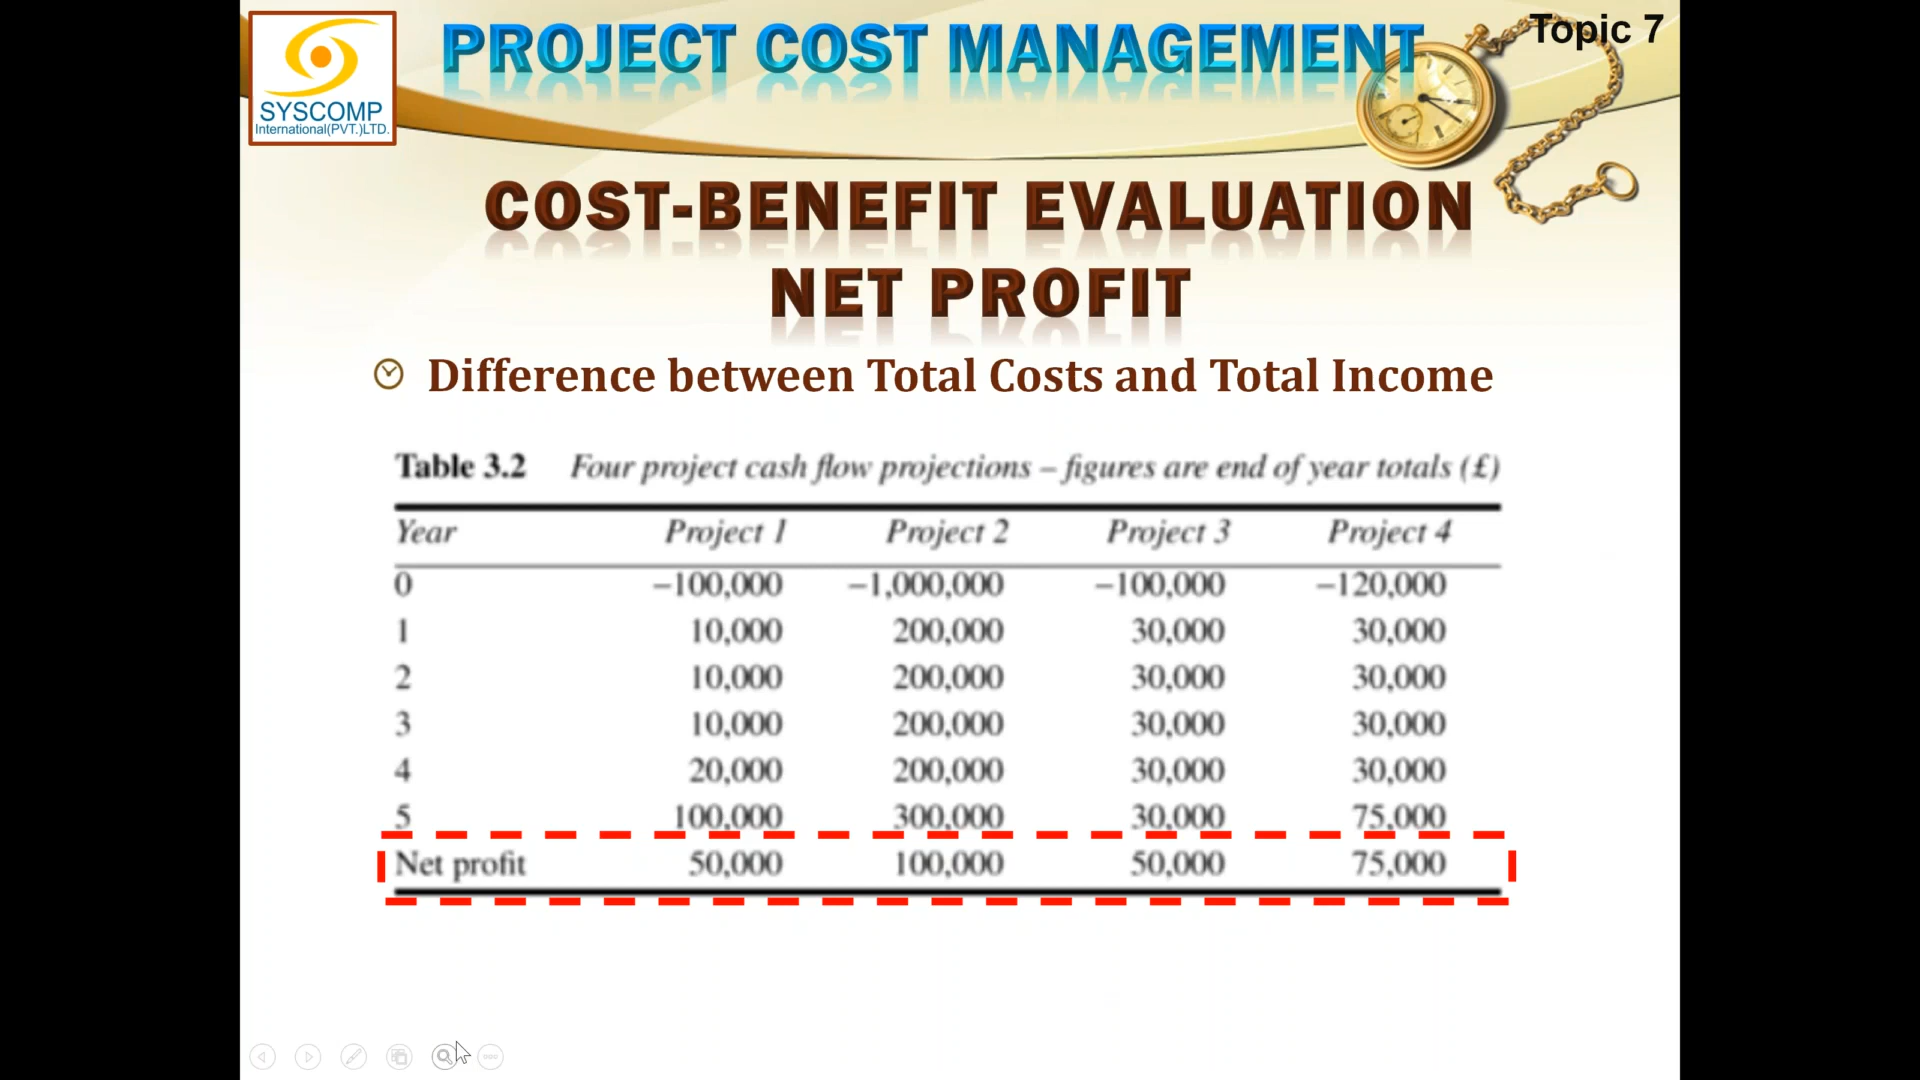 SYSCOMP
International(PVT.)LTD.
PROJECT COST MANAGEMENT
Topic 7
COST-BENEFIT EVALUATION
NET PROFIT
Difference between Total Costs and Total Income
Table 3.2 Four project cash flow projections – figures are end of year totals (£)
Year Project 1 Project 2 Project 3 Project 4
0 –100,000 –1,000,000 –100,000 –120,000
1 10,000 200,000 30,000 30,000
2 10,000 200,000 30,000 30,000
3 10,000 200,000 30,000 30,000
4 20,000 200,000 30,000 30,000
5 100,000 300,000 30,000 75,000
Net profit 50,000 100,000 50,000 75,000